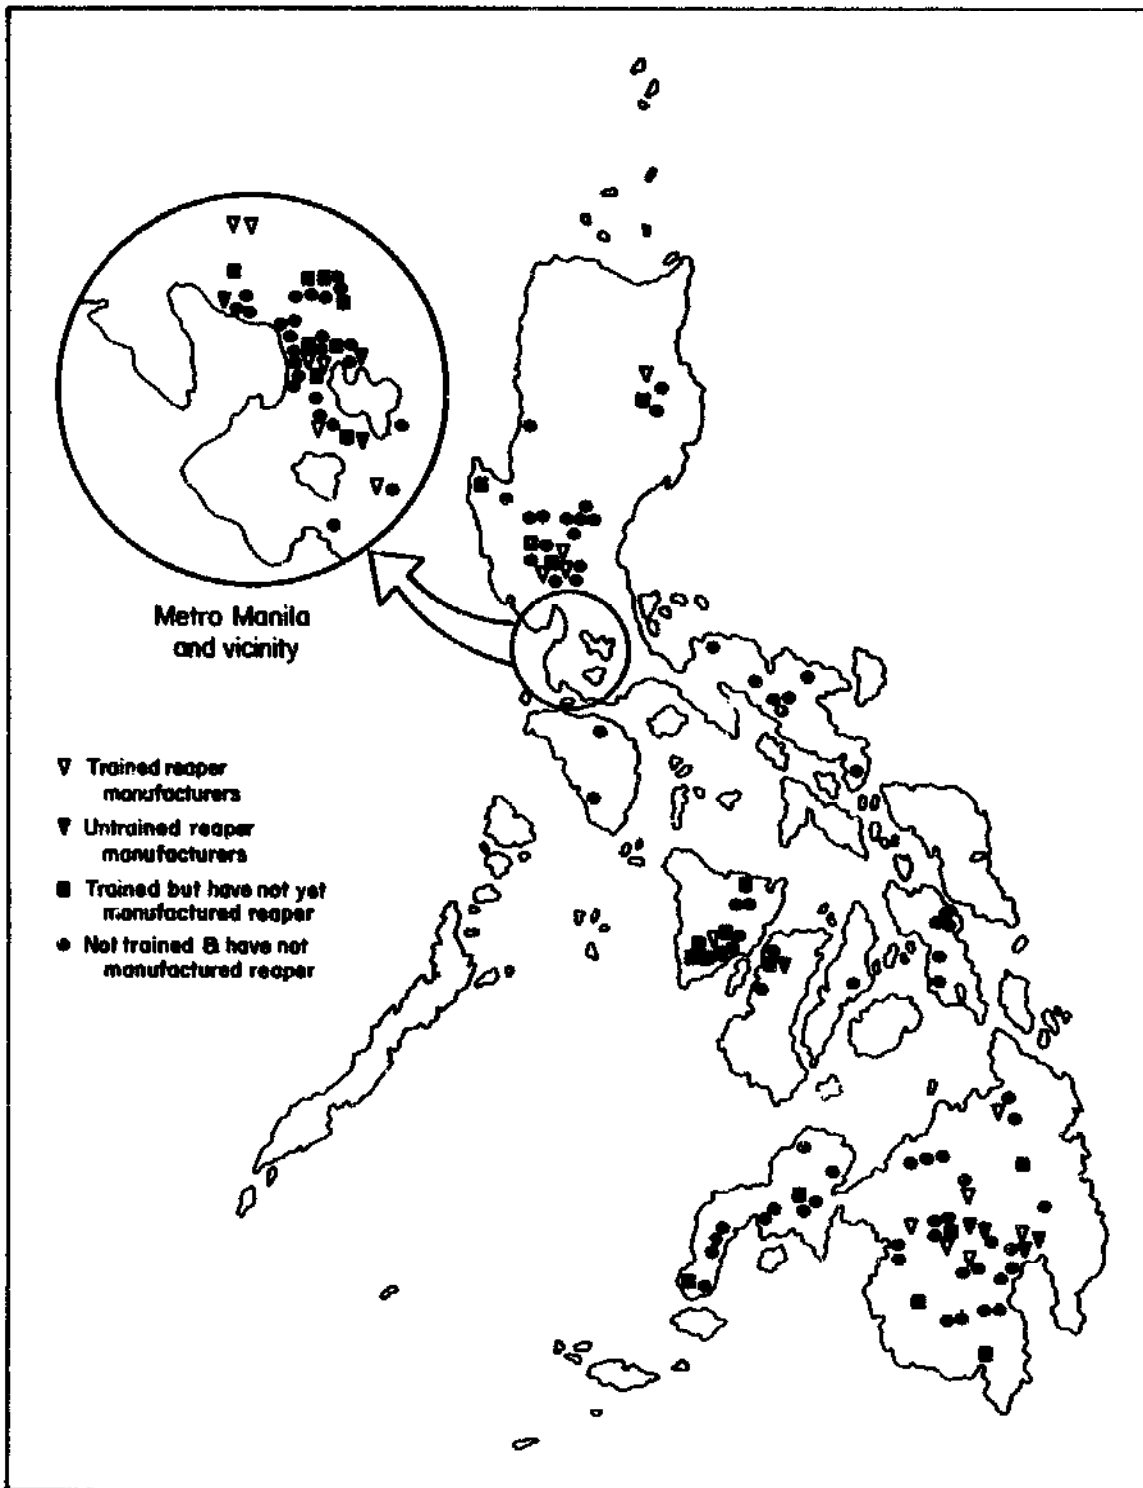 Metro Manila
and vicinity
Trained reaper
manufacturers
Untrained reaper
manufacturers
Trained but have not yet
manufactured reaper
Not trained & have not
manufactured reaper